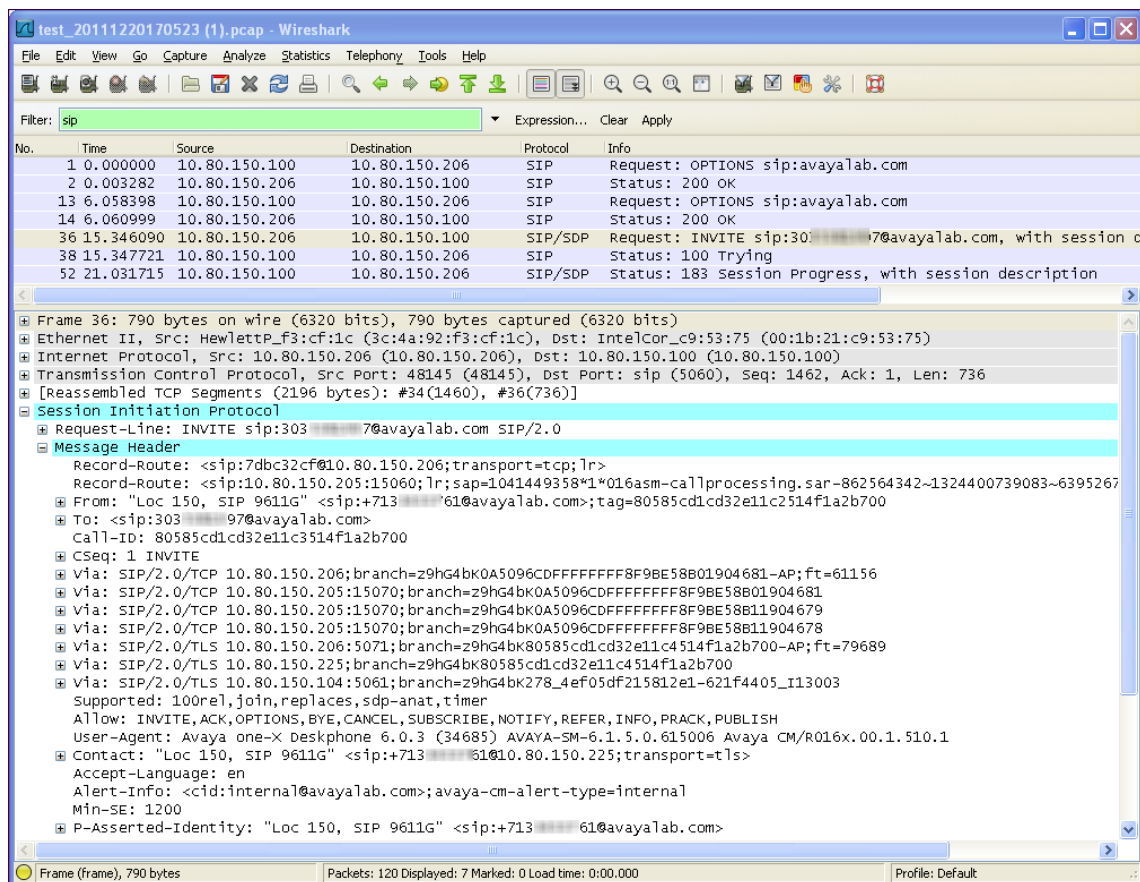 test_20111220170523 (1).pcap - Wireshark
File Edit View Go Capture Analyze Statistics Telephony Tools Help
Filter: sip Expression... Clear Apply
No. Time Source Destination Protocol Info
1 0.000000 10.80.150.100 10.80.150.206 SIP Request: OPTIONS sip:avayalab.com
2 0.003282 10.80.150.206 10.80.150.100 SIP Status: 200 OK
13 6.058398 10.80.150.206 10.80.150.100 SIP Request: OPTIONS sip:avayalab.com
14 6.060999 10.80.150.100 10.80.150.206 SIP Status: 200 OK
36 15.346090 10.80.150.206 10.80.150.100 SIP/SDP Request: INVITE sip:303 7@avayalab.com, with session d
38 15.347721 10.80.150.100 10.80.150.206 SIP Status: 100 Trying
52 21.031715 10.80.150.100 10.80.150.206 SIP/SDP Status: 183 Session Progress, with session description
Frame 36: 790 bytes on wire (6320 bits), 790 bytes captured (6320 bits)
Ethernet II, Src: HewlettP_f3:cf:1c (3c:4a:92:f3:cf:1c), Dst: IntelCor_c9:53:75 (00:1b:21:c9:53:75)
Internet Protocol, Src: 10.80.150.206 (10.80.150.206), Dst: 10.80.150.100 (10.80.150.100)
Transmission Control Protocol, Src Port: 48145 (48145), Dst Port: sip (5060), Seq: 1462, Ack: 1, Len: 736
[Reassembled TCP Segments (2196 bytes): #34(1460), #36(736)]
Session Initiation Protocol
Request-Line: INVITE sip:303 7@avayalab.com SIP/2.0
Message Header
Record-Route: <sip:7dbc32cf@10.80.150.206;transport=tcp;lr>
Record-Route: <sip:10.80.150.205:15060;lr;sap=1041449358*1*016asm-callprocessing.sar-862564342~1324400739083~6395267
From: "Loc 150, SIP 9611G" <sip:+713 61@avayalab.com>;tag=80585cd1cd32e11c2514f1a2b700
To: <sip:303 97@avayalab.com>
Call-ID: 80585cd1cd32e11c3514f1a2b700
CSeq: 1 INVITE
Via: SIP/2.0/TCP 10.80.150.206;branch=z9hG4bK0A5096CDFFFFFFFF8F9BE58B01904681-AP;ft=61156
Via: SIP/2.0/TCP 10.80.150.205:15070;branch=z9hG4bK0A5096CDFFFFFFFF8F9BE58B01904681
Via: SIP/2.0/TCP 10.80.150.205:15070;branch=z9hG4bK0A5096CDFFFFFFFF8F9BE58B11904679
Via: SIP/2.0/TCP 10.80.150.205:15070;branch=z9hG4bK0A5096CDFFFFFFFF8F9BE58B11904678
Via: SIP/2.0/TLS 10.80.150.206:5071;branch=z9hG4bK80585cd1cd32e11c4514f1a2b700-AP;ft=79689
Via: SIP/2.0/TLS 10.80.150.225;branch=z9hG4bK80585cd1cd32e11c4514f1a2b700
Via: SIP/2.0/TLS 10.80.150.104:5061;branch=z9hG4bK278_4ef05df215812e1-621f4405_I13003
Supported: 100rel,join,replaces,sdp-anat,timer
Allow: INVITE,ACK,OPTIONS,BYE,CANCEL,SUBSCRIBE,NOTIFY,REFER,INFO,PRACK,PUBLISH
User-Agent: Avaya one-X Deskphone 6.0.3 (34685) AVAYA-SM-6.1.5.0.615006 Avaya CM/R016x.00.1.510.1
Contact: "Loc 150, SIP 9611G" <sip:+713 61@10.80.150.225;transport=tls>
Accept-Language: en
Alert-Info: <cid:internal@avayalab.com>;avaya-cm-alert-type=internal
Min-SE: 1200
P-Asserted-Identity: "Loc 150, SIP 9611G" <sip:+713 61@avayalab.com>
Frame (frame), 790 bytes Packets: 120 Displayed: 7 Marked: 0 Load time: 0:00.000 Profile: Default